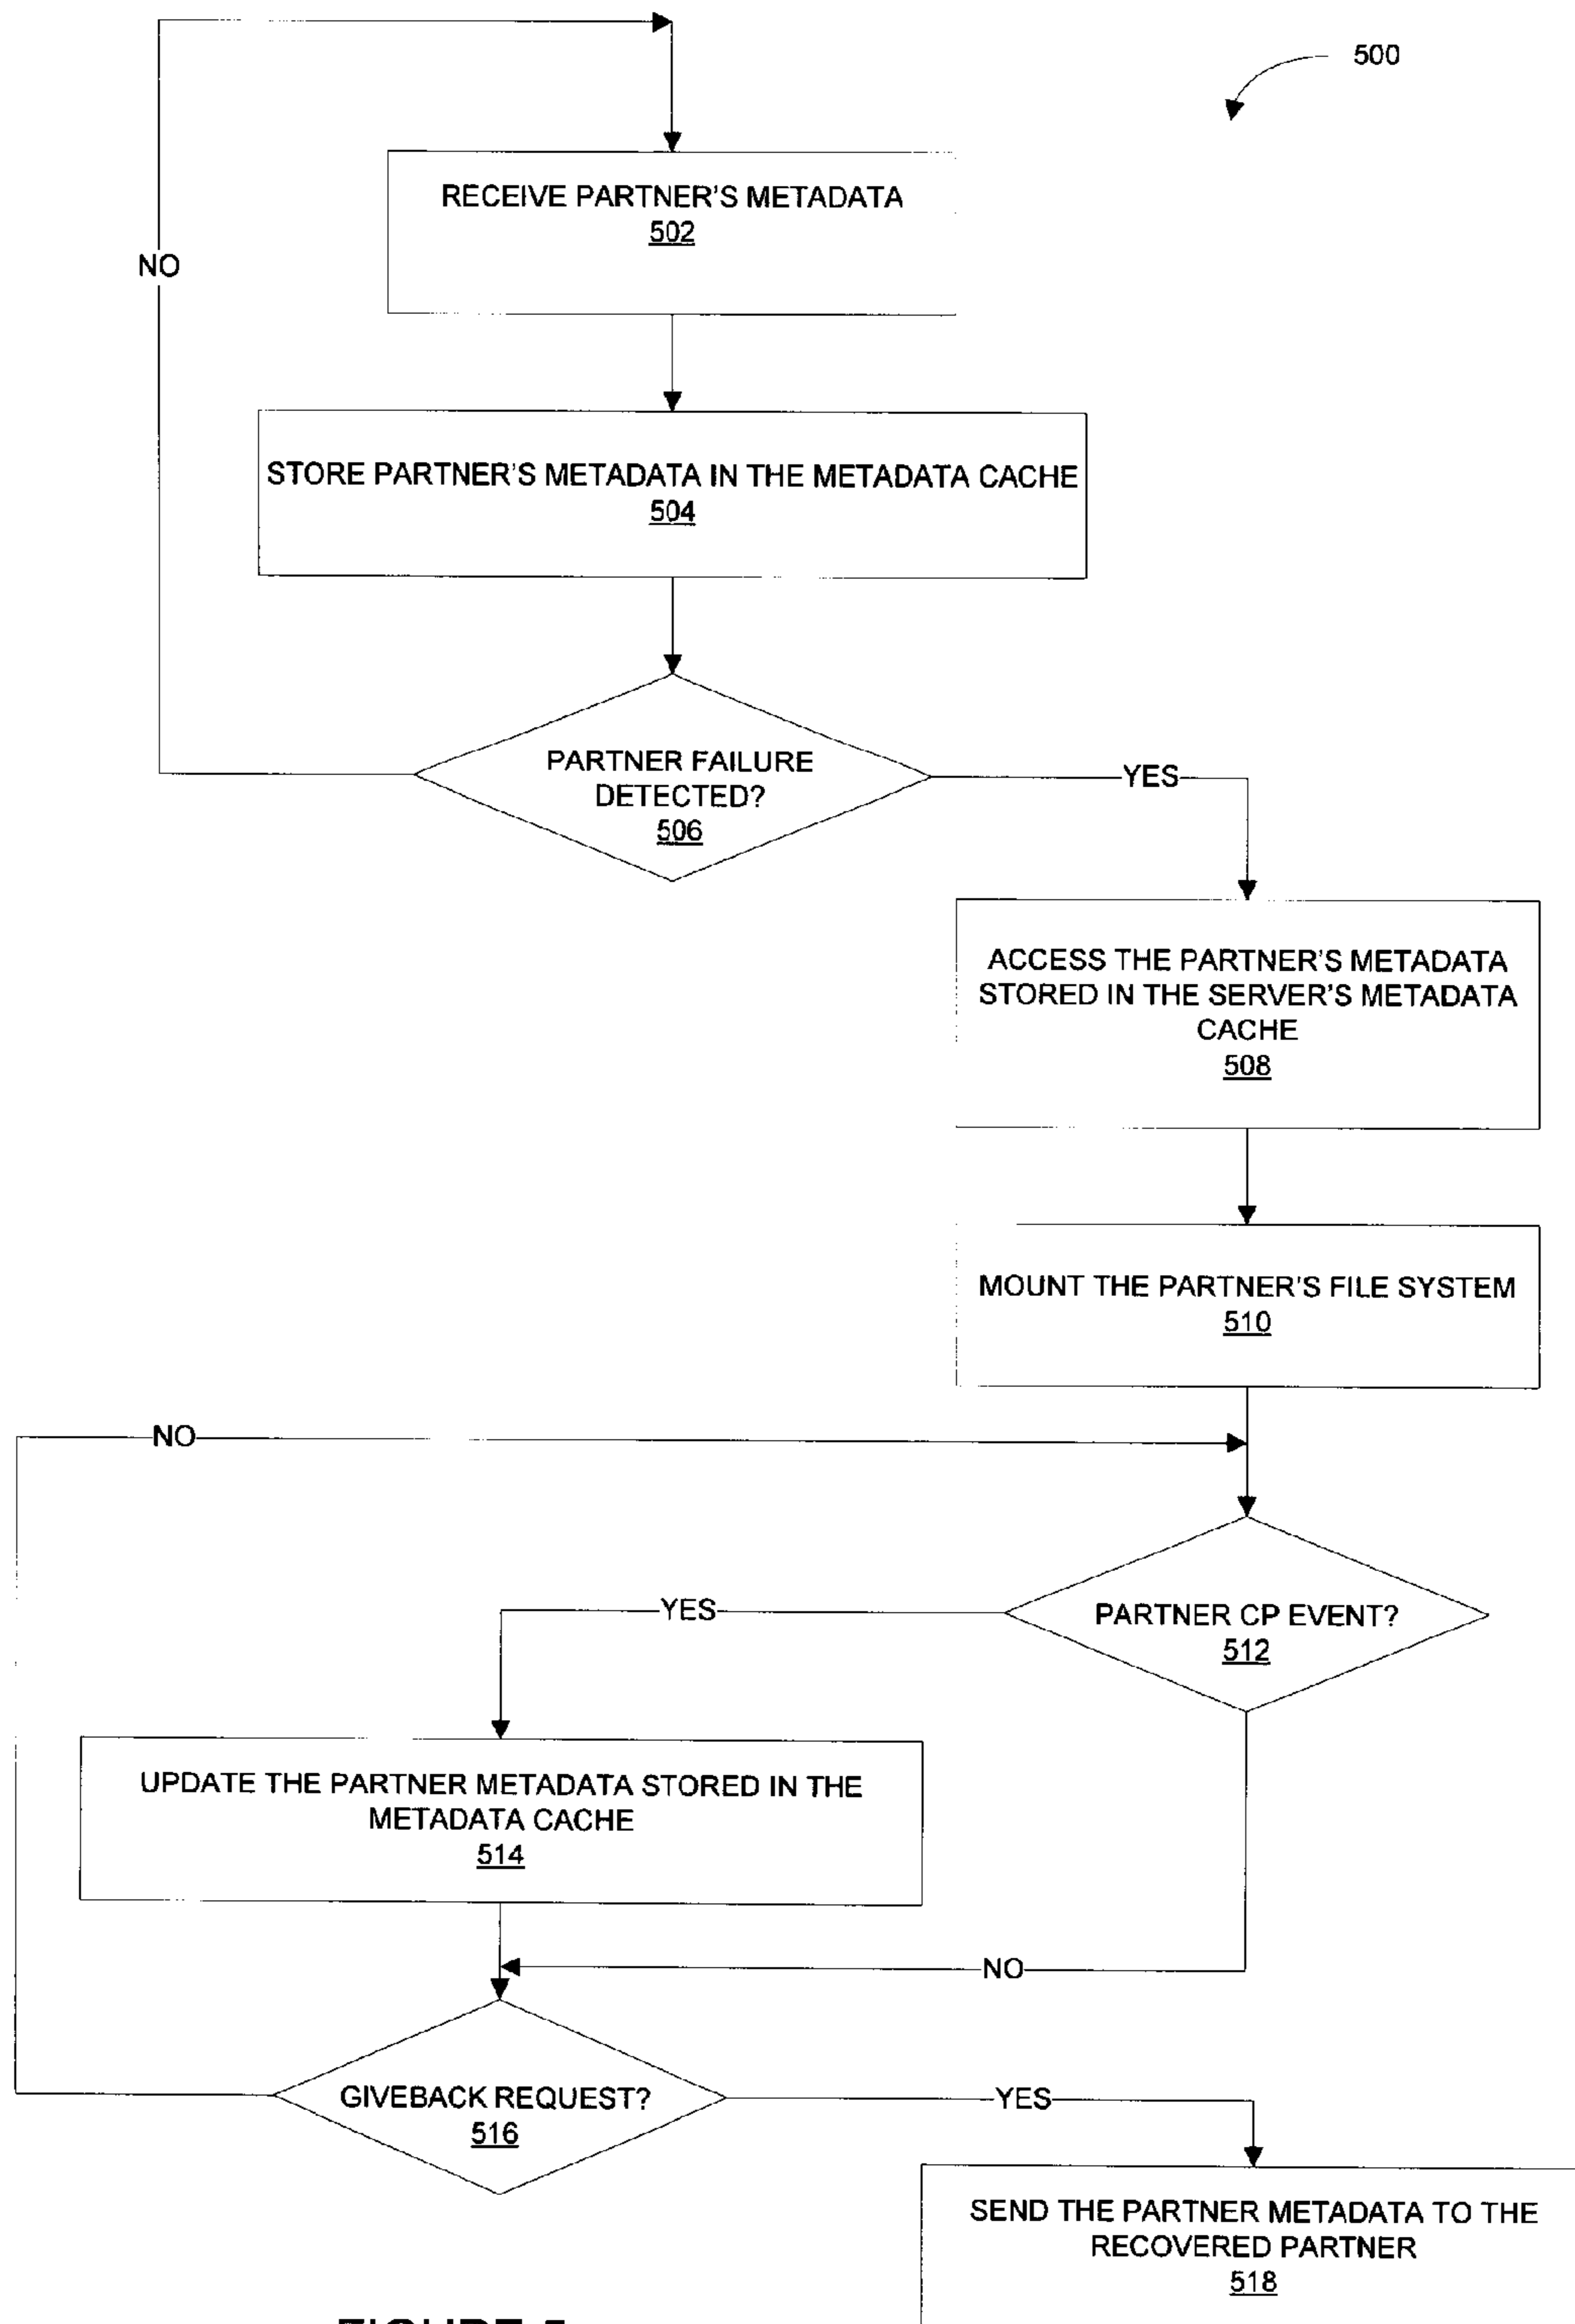 500
RECEIVE PARTNER'S METADATA
502
NO
STORE PARTNER'S METADATA IN THE METADATA CACHE
504
PARTNER FAILURE
DETECTED?
506
YES
ACCESS THE PARTNER'S METADATA
STORED IN THE SERVER'S METADATA
CACHE
508
MOUNT THE PARTNER'S FILE SYSTEM
510
NO
PARTNER CP EVENT?
512
YES
UPDATE THE PARTNER METADATA STORED IN THE
METADATA CACHE
514
NO
GIVEBACK REQUEST?
516
YES
SEND THE PARTNER METADATA TO THE
RECOVERED PARTNER
518